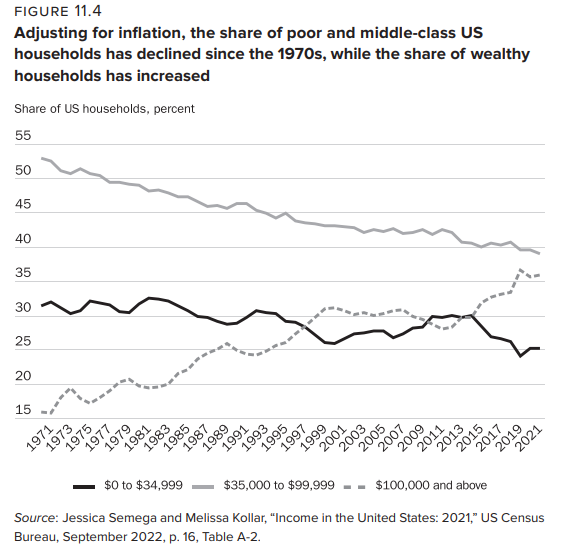 FIGURE 11.4
Adjusting for inflation, the share of poor and middle-class US
households has declined since the 1970s, while the share of wealthy
households has increased
Share of US households, percent
55
50
45
40
35
30
25
20
15
1971 1973 1975 1977 1979 1981 1983 1985 1987 1989 1991 1993 1995 1997 1999 2001 2003 2005 2007 2009 2011 2013 2015 2017 2019 2021
$0 to $34,999 $35,000 to $99,999 $100,000 and above
Source: Jessica Semega and Melissa Kollar, “Income in the United States: 2021,” US Census
Bureau, September 2022, p. 16, Table A-2.